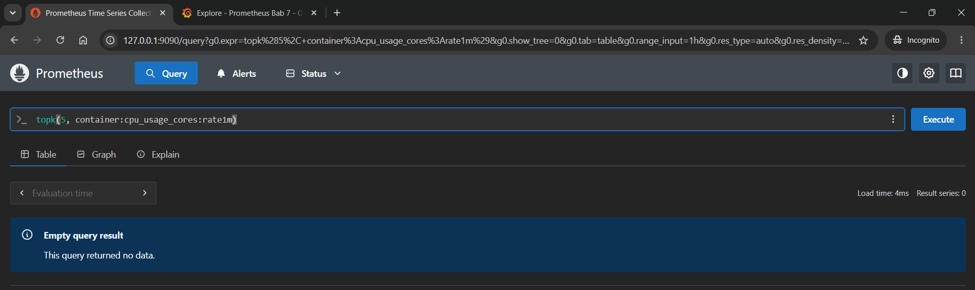 Prometheus Time Series Collect
Explore - Prometheus Bab 7 - G
127.0.0.1:9090/query?g0.expr=topk%285%2C+container%3Acpu_usage_cores%3Arate1m%29&g0.show_tree=0&g0.tab=table&g0.range_input=1h&g0.res_type=auto&g0.res_density=...
Incognito
Prometheus
Query
Alerts
Status
>_ topk(5, container:cpu_usage_cores:rate1m)
Execute
Table
Graph
Explain
Evaluation time
Load time: 4ms Result series: 0
Empty query result
This query returned no data.